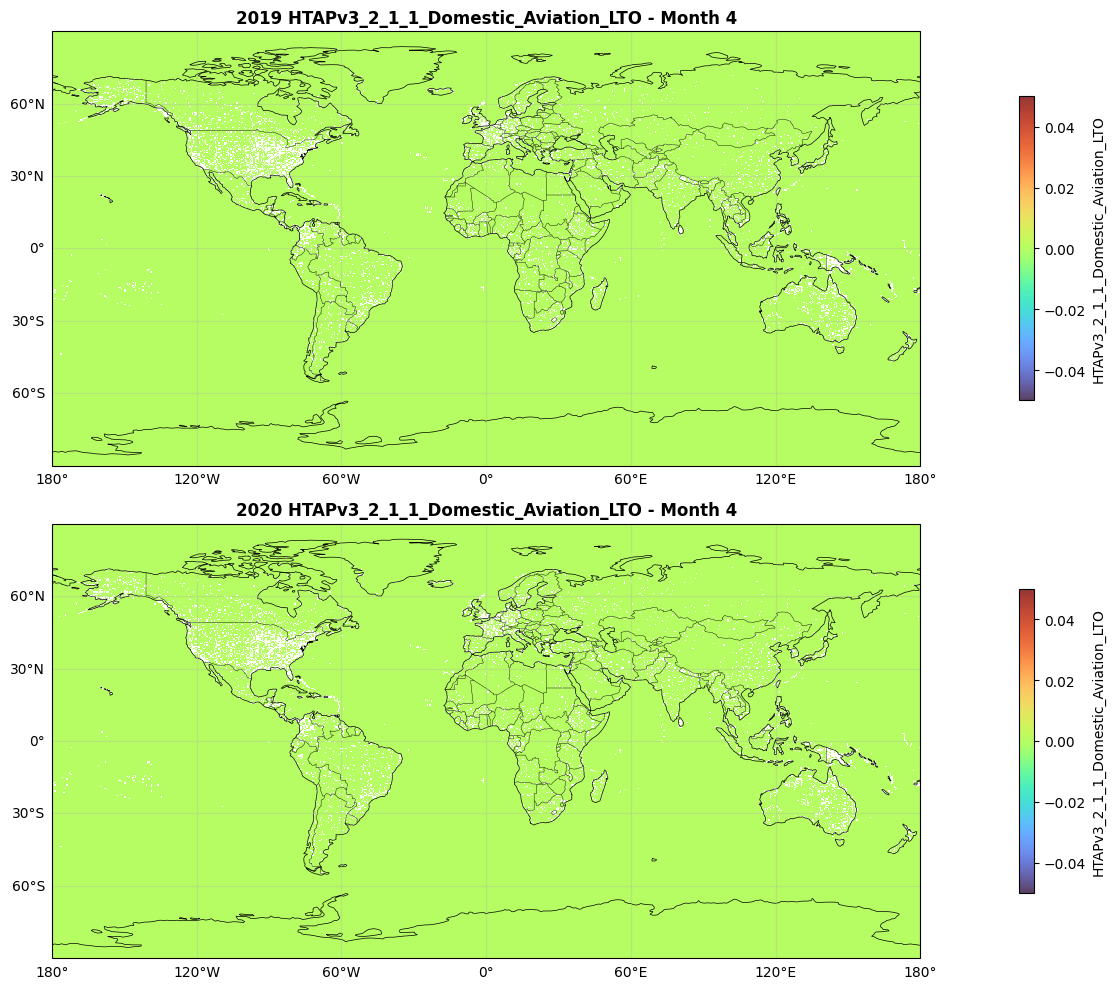 2019 HTAPv3_2_1_1_Domestic_Aviation_LTO - Month 4
60°N
30°N
0°
30°S
60°S
180° 120°W 60°W 0° 60°E 120°E 180°
0.04
0.02
0.00
−0.02
−0.04
HTAPv3_2_1_1_Domestic_Aviation_LTO
2020 HTAPv3_2_1_1_Domestic_Aviation_LTO - Month 4
60°N
30°N
0°
30°S
60°S
180° 120°W 60°W 0° 60°E 120°E 180°
0.04
0.02
0.00
−0.02
−0.04
HTAPv3_2_1_1_Domestic_Aviation_LTO